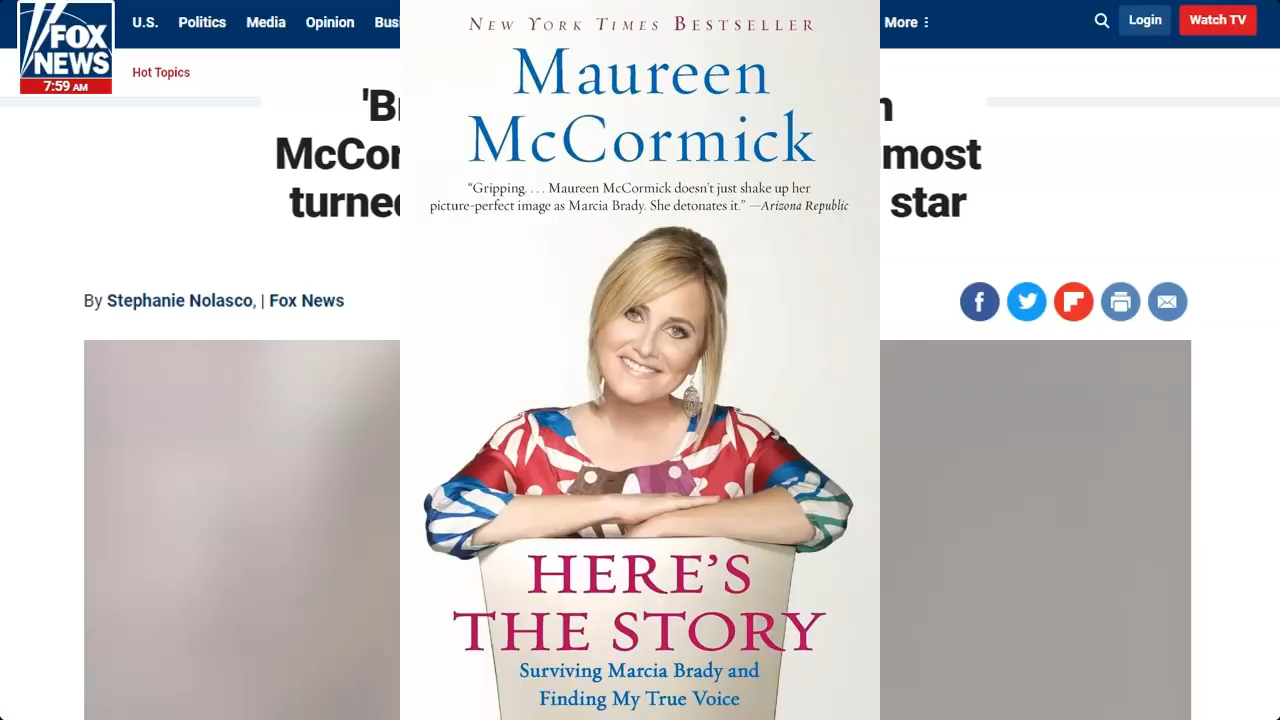 FOX
NEWS
7:59 AM
U.S. Politics Media Opinion
More
Login
Watch TV
Hot Topics
McCor
most
turne
star
By Stephanie Nolasco, | Fox News
NEW YORK TIMES BESTSELLER
Maureen
McCormick
“Gripping. . . . Maureen McCormick doesn’t just shake up her
picture-perfect image as Marcia Brady. She detonates it.” —Arizona Republic
HERE’S
THE STORY
Surviving Marcia Brady and
Finding My True Voice